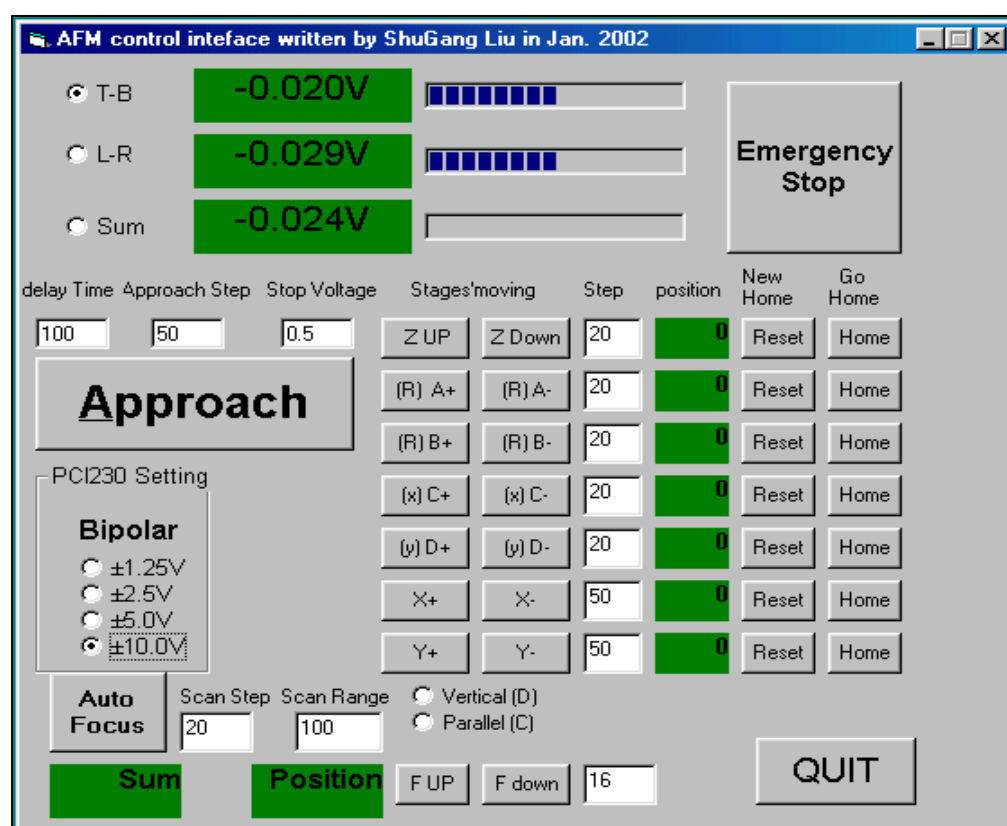 AFM control inteface written by ShuGang Liu in Jan. 2002
T-B -0.020V
L-R -0.029V
Sum -0.024V
Emergency
Stop
delay Time Approach Step Stop Voltage Stages'moving Step position New Home Go Home
100 50 0.5 Z UP Z Down 20 0 Reset Home
Approach
(R) A+ (R) A- 20 0 Reset Home
(R) B+ (R) B- 20 0 Reset Home
PCI230 Setting
(x) C+ (x) C- 20 0 Reset Home
Bipolar
(y) D+ (y) D- 20 0 Reset Home
±1.25V
±2.5V
X+ X- 50 0 Reset Home
±5.0V
±10.0V
Y+ Y- 50 0 Reset Home
Auto
Focus
Scan Step Scan Range Vertical (D)
20 100 Parallel (C)
Sum Position F UP F down 16
QUIT